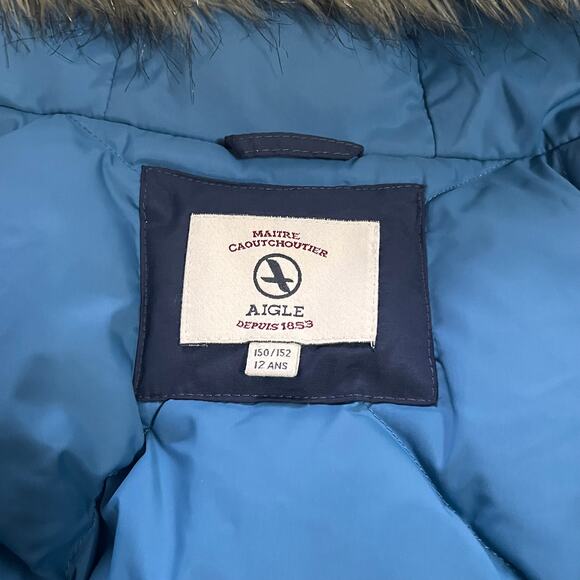 MAITRE
CAOUTCHOUTIER
AIGLE
DEPUIS 1853
150/152
12 ANS